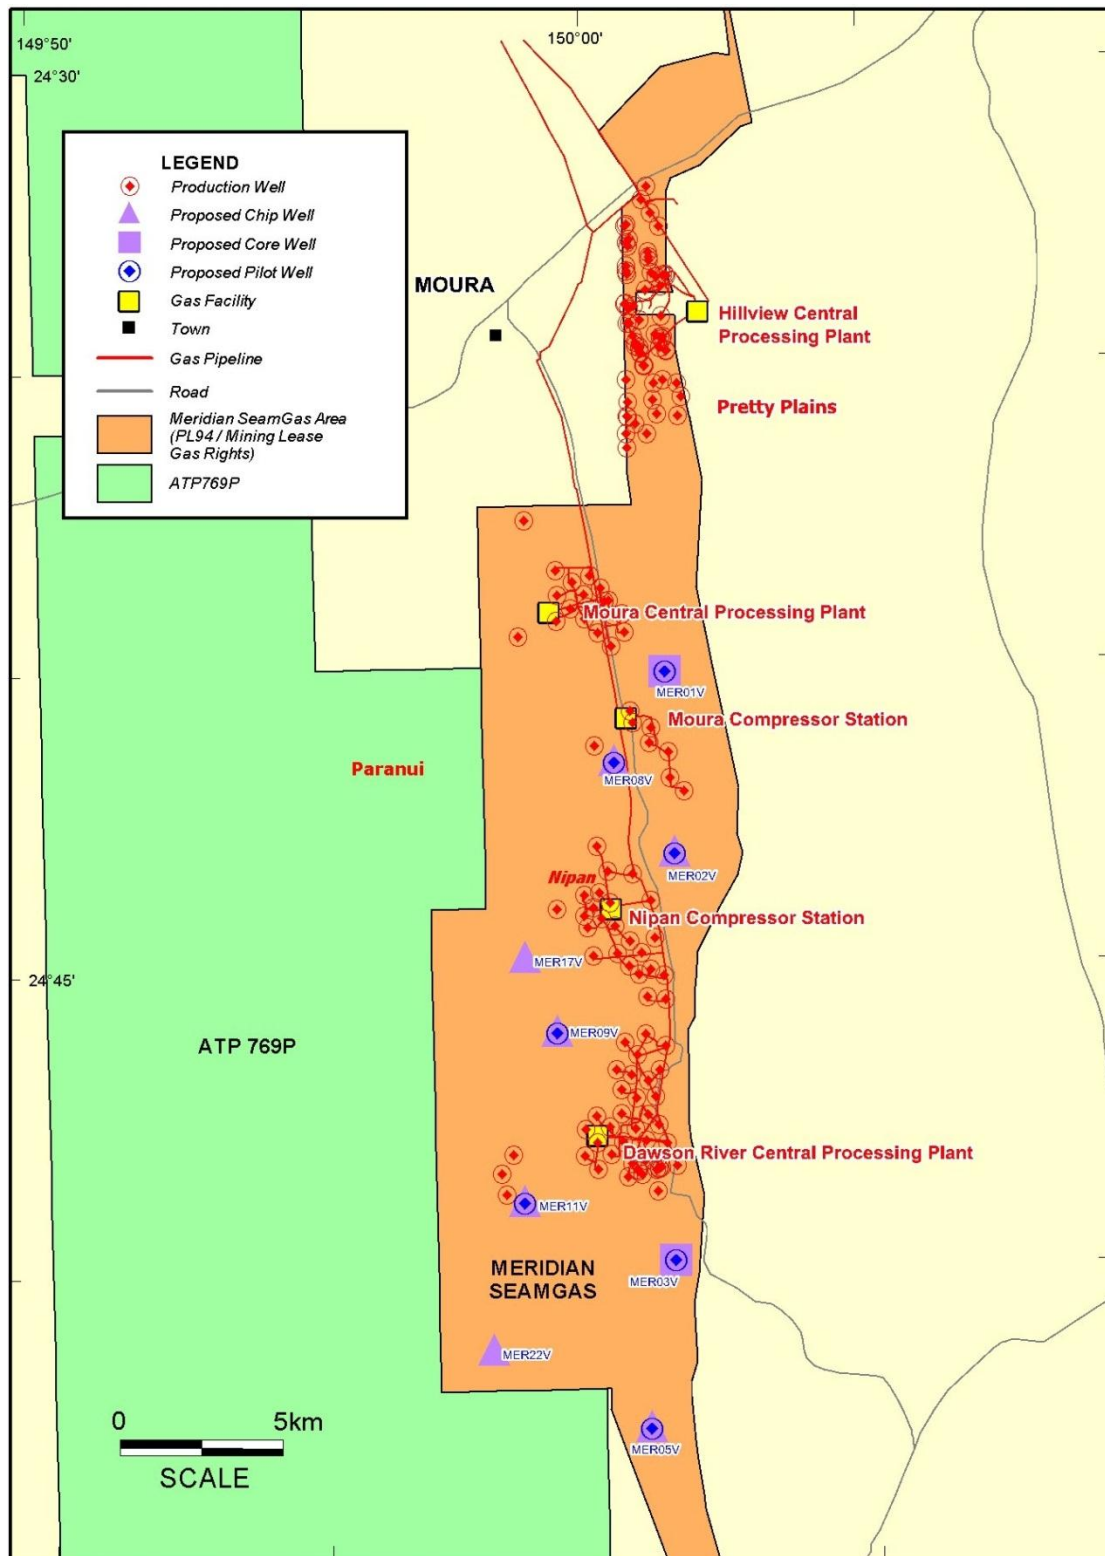 149°50'
150°00'
24°30'
LEGEND
Production Well
Proposed Chip Well
Proposed Core Well
Proposed Pilot Well
Gas Facility
Town
Gas Pipeline
Road
Meridian SeamGas Area
(PL94 / Mining Lease
Gas Rights)
ATP769P
MOURA
Hillview Central
Processing Plant
Pretty Plains
Moura Central Processing Plant
MER01V
Moura Compressor Station
Paranui
MER08V
MER02V
Nipan
Nipan Compressor Station
MER17V
24°45'
MER09V
ATP 769P
Dawson River Central Processing Plant
MER11V
MERIDIAN
SEAMGAS
MER03V
MER22V
0 5km
SCALE
MER05V